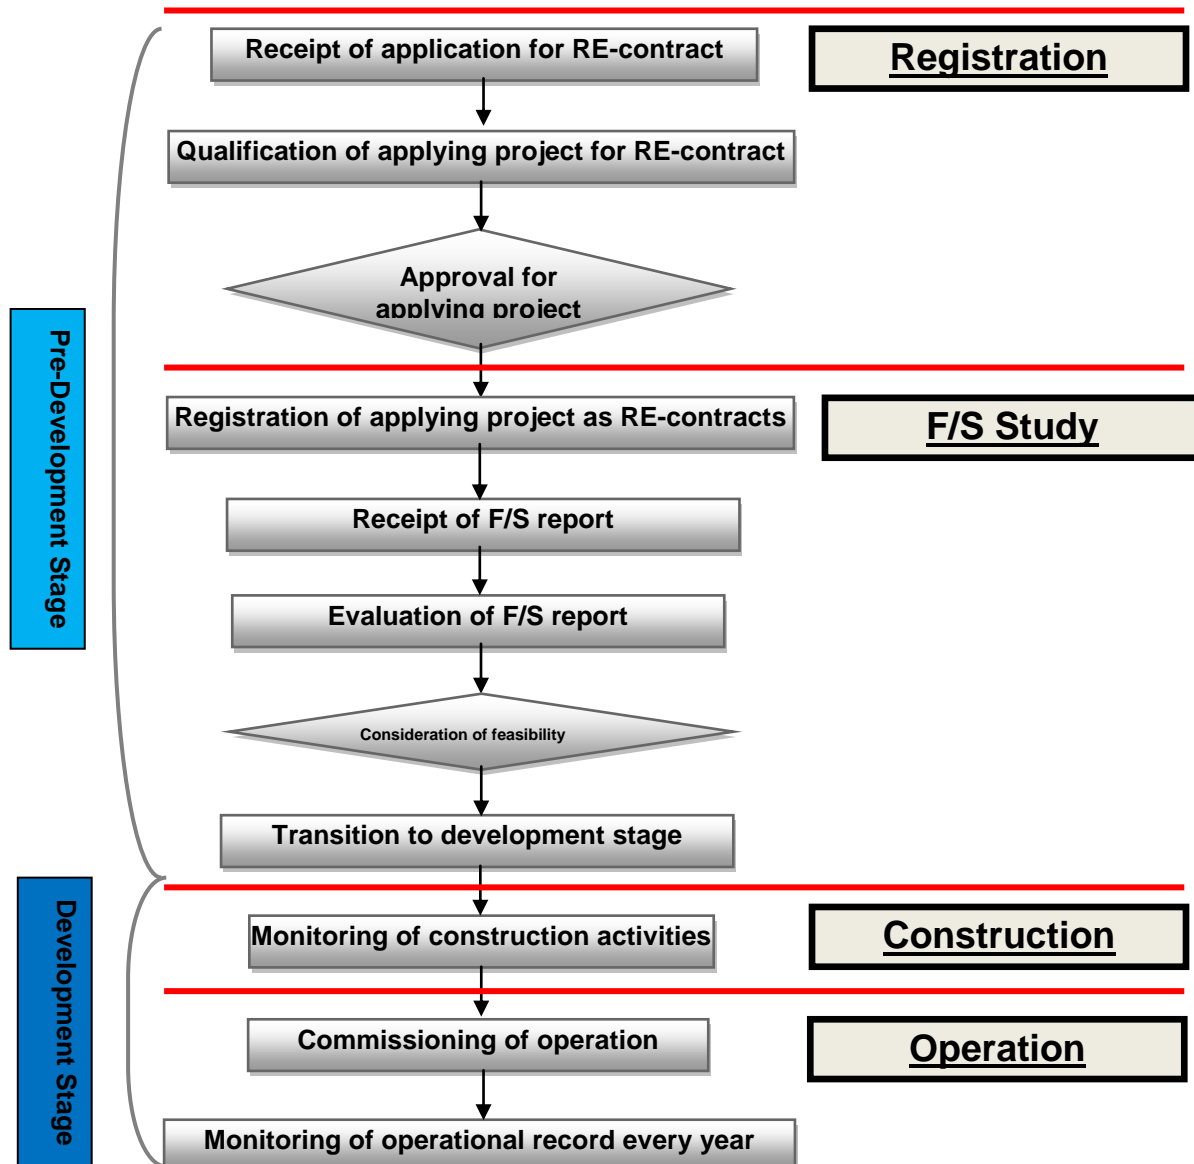 Receipt of application for RE-contract
Registration
Qualification of applying project for RE-contract
Approval for
applying project
Pre-Development Stage
Registration of applying project as RE-contracts
F/S Study
Receipt of F/S report
Evaluation of F/S report
Consideration of feasibility
Transition to development stage
Development Stage
Monitoring of construction activities
Construction
Commissioning of operation
Operation
Monitoring of operational record every year